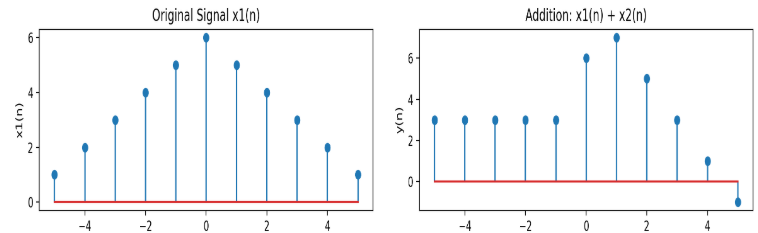 Original Signal x1(n)
x1(n)
6
4
2
0
−4 −2 0 2 4
Addition: x1(n) + x2(n)
y(n)
6
4
2
0
−4 −2 0 2 4